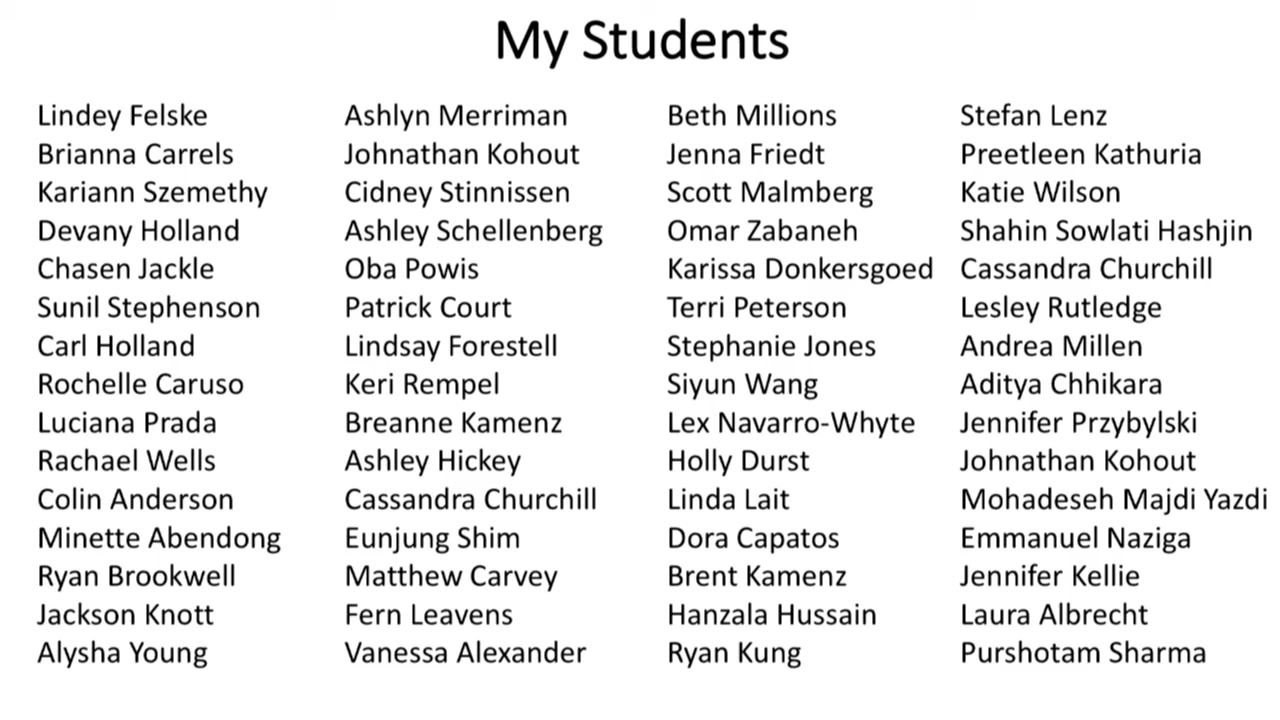 My Students
Lindey Felske
Brianna Carrels
Kariann Szemethy
Devany Holland
Chasen Jackle
Sunil Stephenson
Carl Holland
Rochelle Caruso
Luciana Prada
Rachael Wells
Colin Anderson
Minette Abendong
Ryan Brookwell
Jackson Knott
Alysha Young
Ashlyn Merriman
Johnathan Kohout
Cidney Stinnissen
Ashley Schellenberg
Oba Powis
Patrick Court
Lindsay Forestell
Keri Rempel
Breanne Kamenz
Ashley Hickey
Cassandra Churchill
Eunjung Shim
Matthew Carvey
Fern Leavens
Vanessa Alexander
Beth Millions
Jenna Friedt
Scott Malmberg
Omar Zabaneh
Karissa Donkersgoed
Terri Peterson
Stephanie Jones
Siyun Wang
Lex Navarro-Whyte
Holly Durst
Linda Lait
Dora Capatos
Brent Kamenz
Hanzala Hussain
Ryan Kung
Stefan Lenz
Preetleen Kathuria
Katie Wilson
Shahin Sowlati Hashjin
Cassandra Churchill
Lesley Rutledge
Andrea Millen
Aditya Chhikara
Jennifer Przybylski
Johnathan Kohout
Mohadeseh Majdi Yazdi
Emmanuel Naziga
Jennifer Kellie
Laura Albrecht
Purshotam Sharma